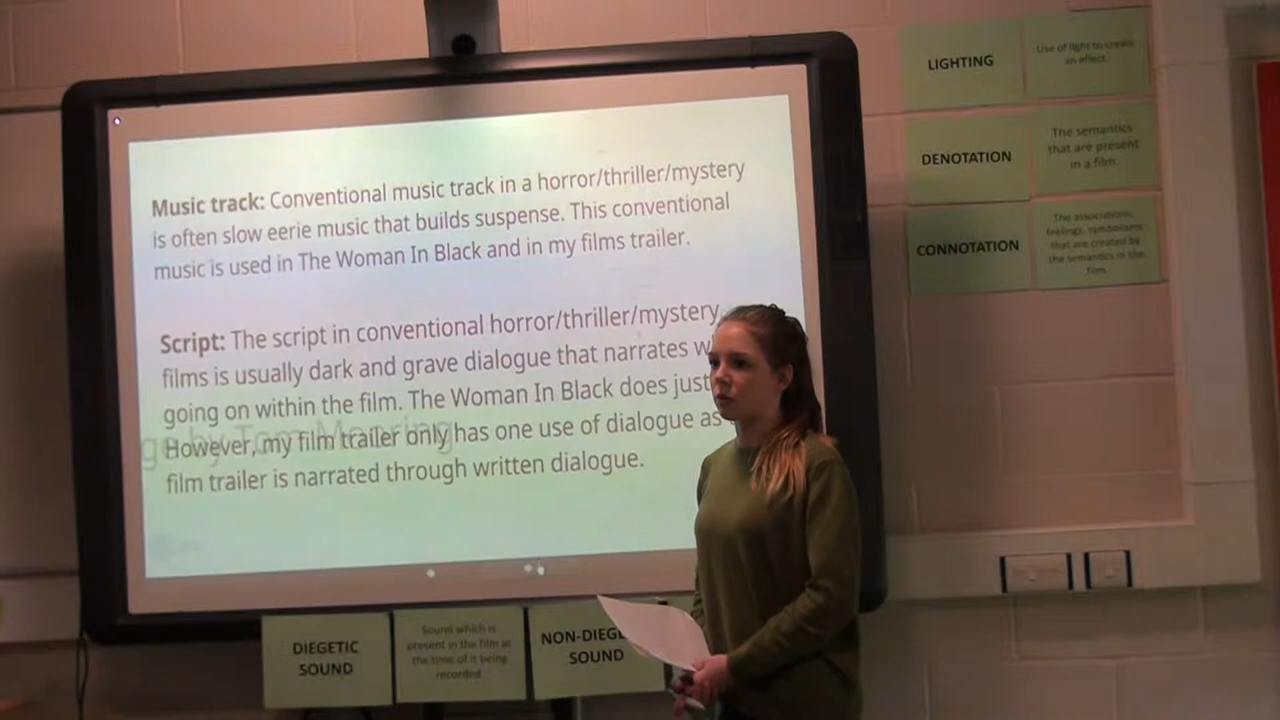 Music track: Conventional music track in a horror/thriller/mystery
is often slow eerie music that builds suspense. This conventional
music is used in The Woman In Black and in my films trailer.
Script: The script in conventional horror/thriller/mystery
films is usually dark and grave dialogue that narrates w
going on within the film. The Woman In Black does just
However, my film trailer only has one use of dialogue as
film trailer is narrated through written dialogue.
LIGHTING
Use of light to create
an effect.
DENOTATION
The semantics
that are present
in a film.
CONNOTATION
The associations,
feelings, symbolisms
that are created by
the semantics in the
film.
DIEGETIC
SOUND
Sound which is
present in the film at
the time of it being
recorded.
NON-DIEGE
SOUND